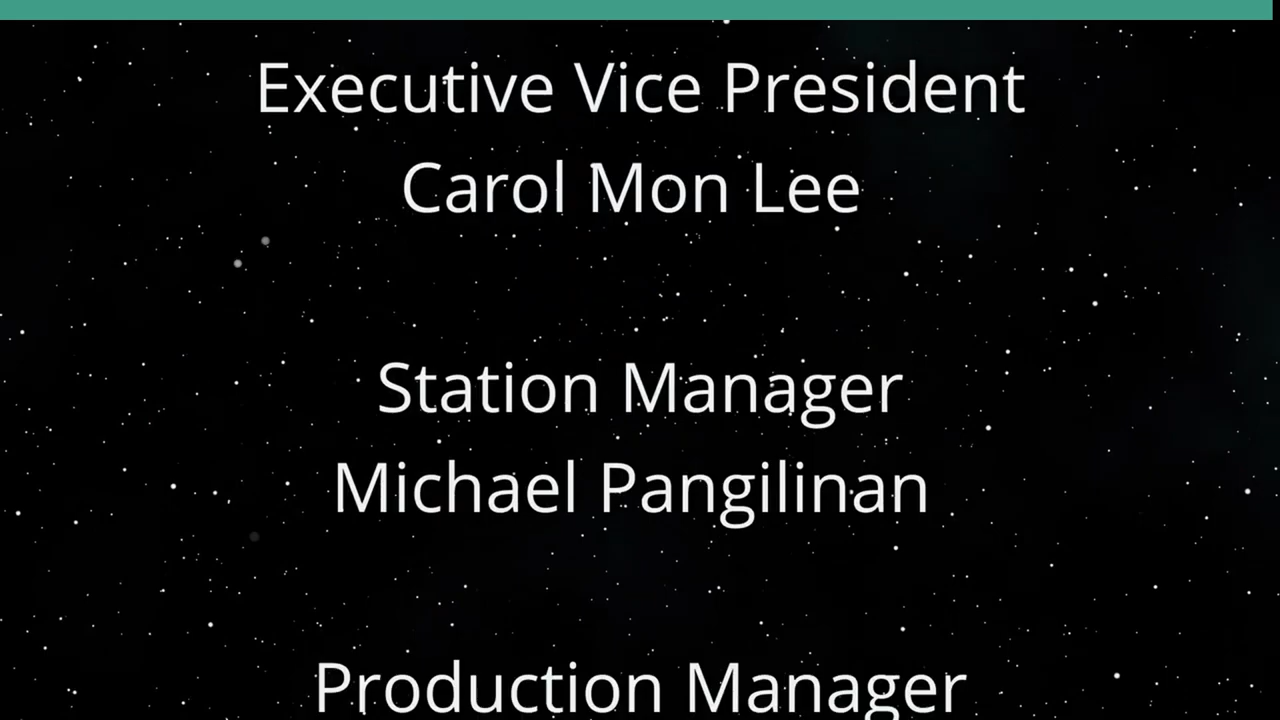 Executive Vice President
Carol Mon Lee
Station Manager
Michael Pangilinan
Production Manager